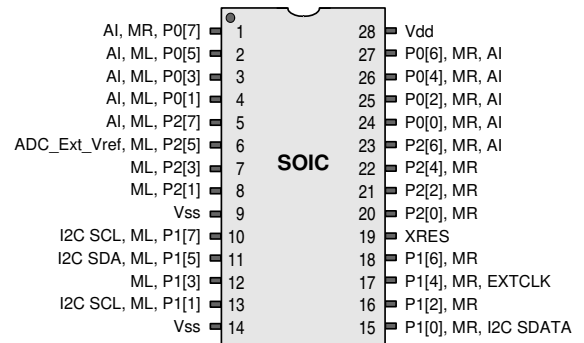 AI, MR, P0[7] 1 28 Vdd
AI, ML, P0[5] 2 27 P0[6], MR, AI
AI, ML, P0[3] 3 26 P0[4], MR, AI
AI, ML, P0[1] 4 25 P0[2], MR, AI
AI, ML, P2[7] 5 24 P0[0], MR, AI
ADC_Ext_Vref, ML, P2[5] 6 23 P2[6], MR, AI
ML, P2[3] 7 SOIC 22 P2[4], MR
ML, P2[1] 8 21 P2[2], MR
Vss 9 20 P2[0], MR
I2C SCL, ML, P1[7] 10 19 XRES
I2C SDA, ML, P1[5] 11 18 P1[6], MR
ML, P1[3] 12 17 P1[4], MR, EXTCLK
I2C SCL, ML, P1[1] 13 16 P1[2], MR
Vss 14 15 P1[0], MR, I2C SDATA